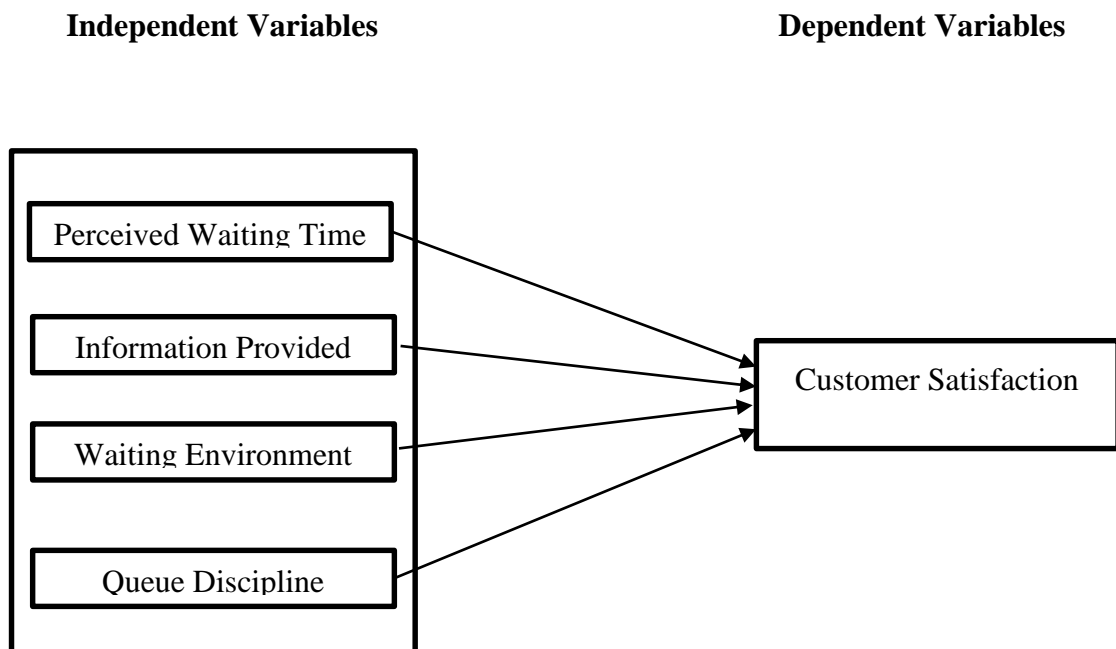 Independent Variables
Dependent Variables
Perceived Waiting Time
Information Provided
Waiting Environment
Queue Discipline
Customer Satisfaction